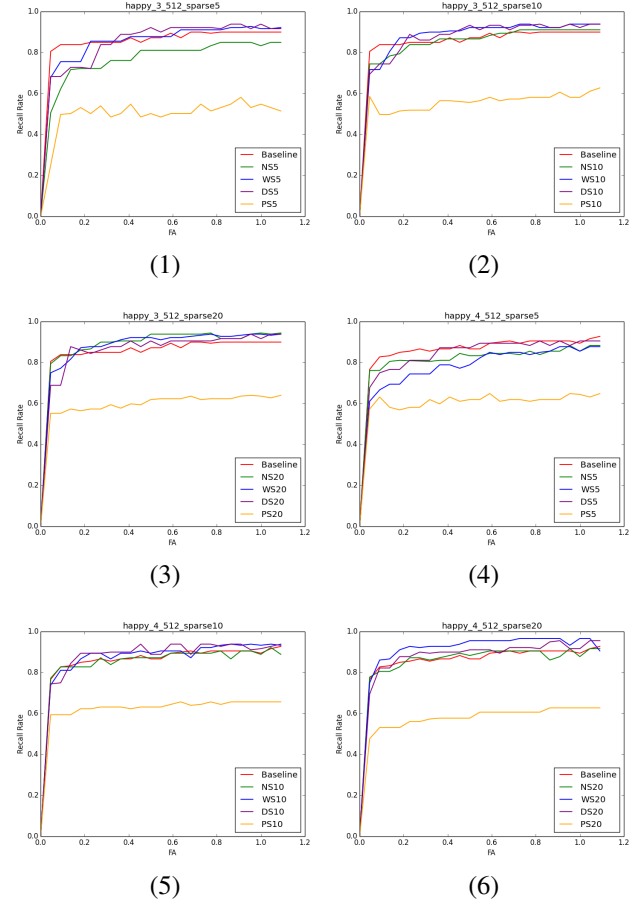 happy_3_512_sparse5
1.0
0.8
0.6
0.4
0.2
0.0
Recall Rate
0.0 0.2 0.4 0.6 0.8 1.0 1.2
FA
Baseline
NS5
WS5
DS5
PS5
(1)
happy_3_512_sparse10
1.0
0.8
0.6
0.4
0.2
0.0
Recall Rate
0.0 0.2 0.4 0.6 0.8 1.0 1.2
FA
Baseline
NS10
WS10
DS10
PS10
(2)
happy_3_512_sparse20
1.0
0.8
0.6
0.4
0.2
0.0
Recall Rate
0.0 0.2 0.4 0.6 0.8 1.0 1.2
FA
Baseline
NS20
WS20
DS20
PS20
(3)
happy_4_512_sparse5
1.0
0.8
0.6
0.4
0.2
0.0
Recall Rate
0.0 0.2 0.4 0.6 0.8 1.0 1.2
FA
Baseline
NS5
WS5
DS5
PS5
(4)
happy_4_512_sparse10
1.0
0.8
0.6
0.4
0.2
0.0
Recall Rate
0.0 0.2 0.4 0.6 0.8 1.0 1.2
FA
Baseline
NS10
WS10
DS10
PS10
(5)
happy_4_512_sparse20
1.0
0.8
0.6
0.4
0.2
0.0
Recall Rate
0.0 0.2 0.4 0.6 0.8 1.0 1.2
FA
Baseline
NS20
WS20
DS20
PS20
(6)